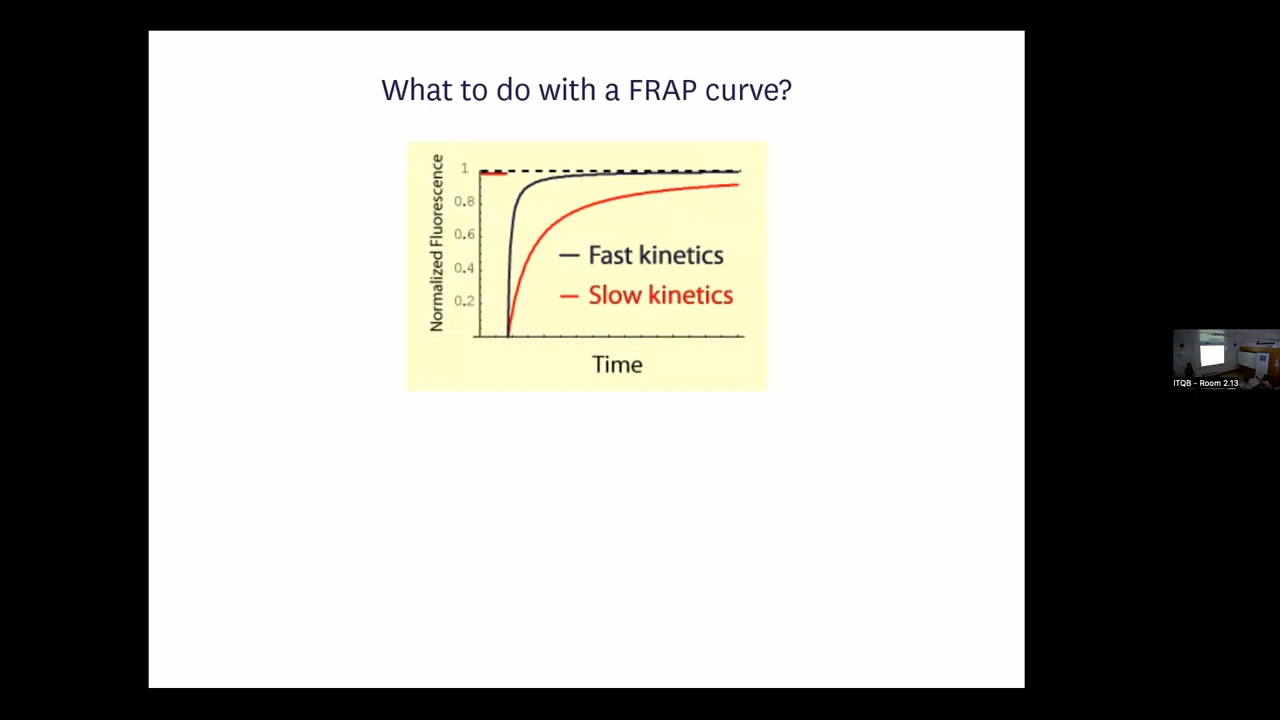 What to do with a FRAP curve?
Normalized Fluorescence
1
0.8
0.6
0.4
0.2
Fast kinetics
Slow kinetics
Time
ITQB - Room 2.13